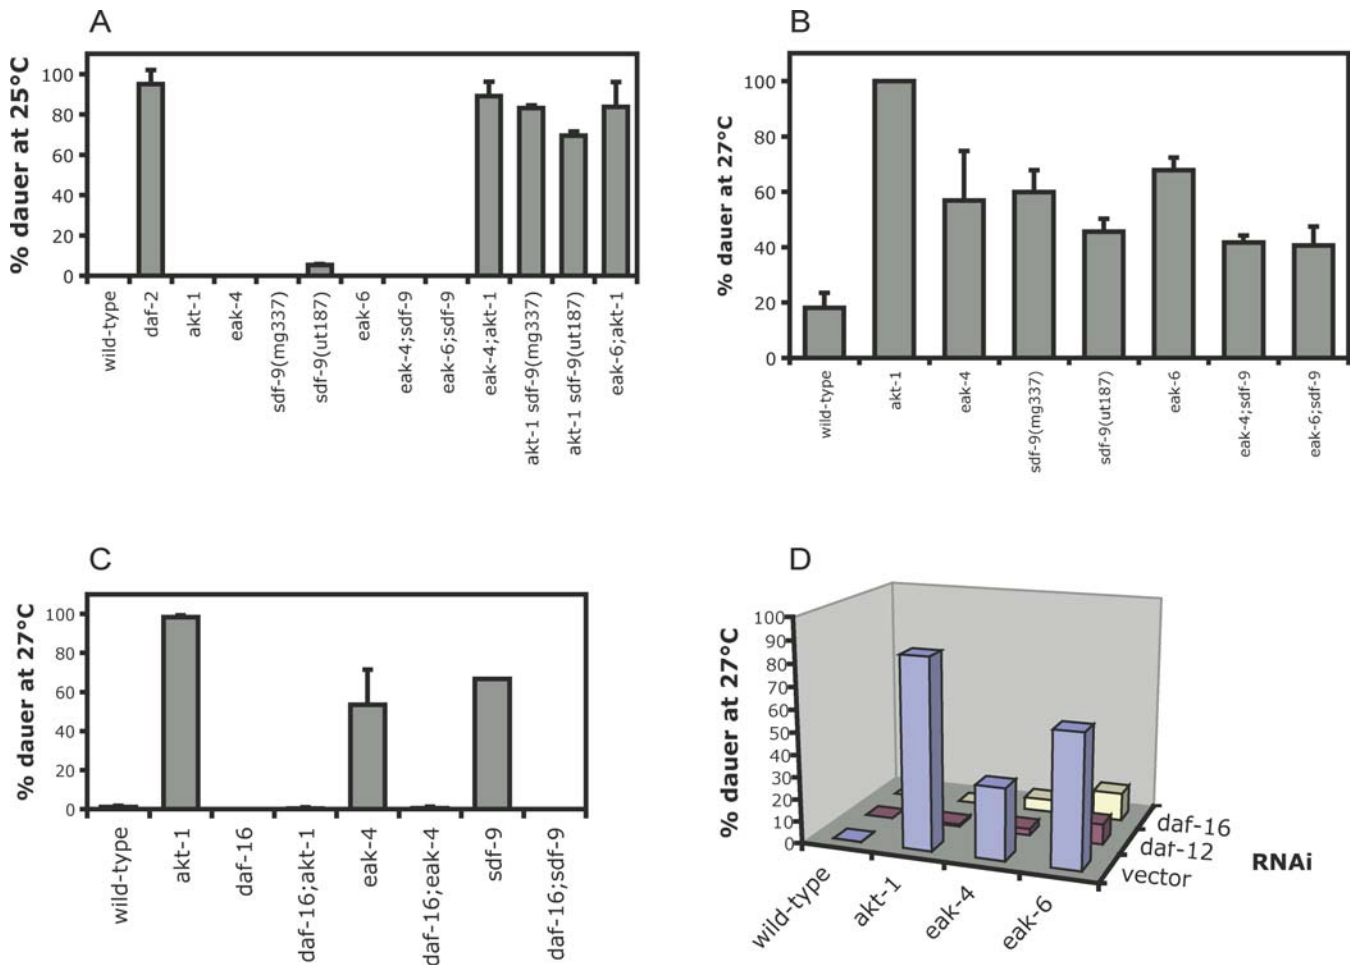 A
% dauer at 25°C
100
80
60
40
20
0
wild-type
daf-2
akt-1
eak-4
sdf-9(mg337)
sdf-9(ut187)
eak-6
eak-4;sdf-9
eak-6;sdf-9
eak-4;akt-1
akt-1 sdf-9(mg337)
akt-1 sdf-9(ut187)
eak-6;akt-1
B
% dauer at 27°C
100
80
60
40
20
0
wild-type
akt-1
eak-4
sdf-9(mg337)
sdf-9(ut187)
eak-6
eak-4;sdf-9
eak-6;sdf-9
C
% dauer at 27°C
100
80
60
40
20
0
wild-type
akt-1
daf-16
daf-16;akt-1
eak-4
daf-16;eak-4
sdf-9
daf-16;sdf-9
D
% dauer at 27°C
100
90
80
70
60
50
40
30
20
10
0
wild-type
akt-1
eak-4
eak-6
daf-16
daf-12
vector
RNAi